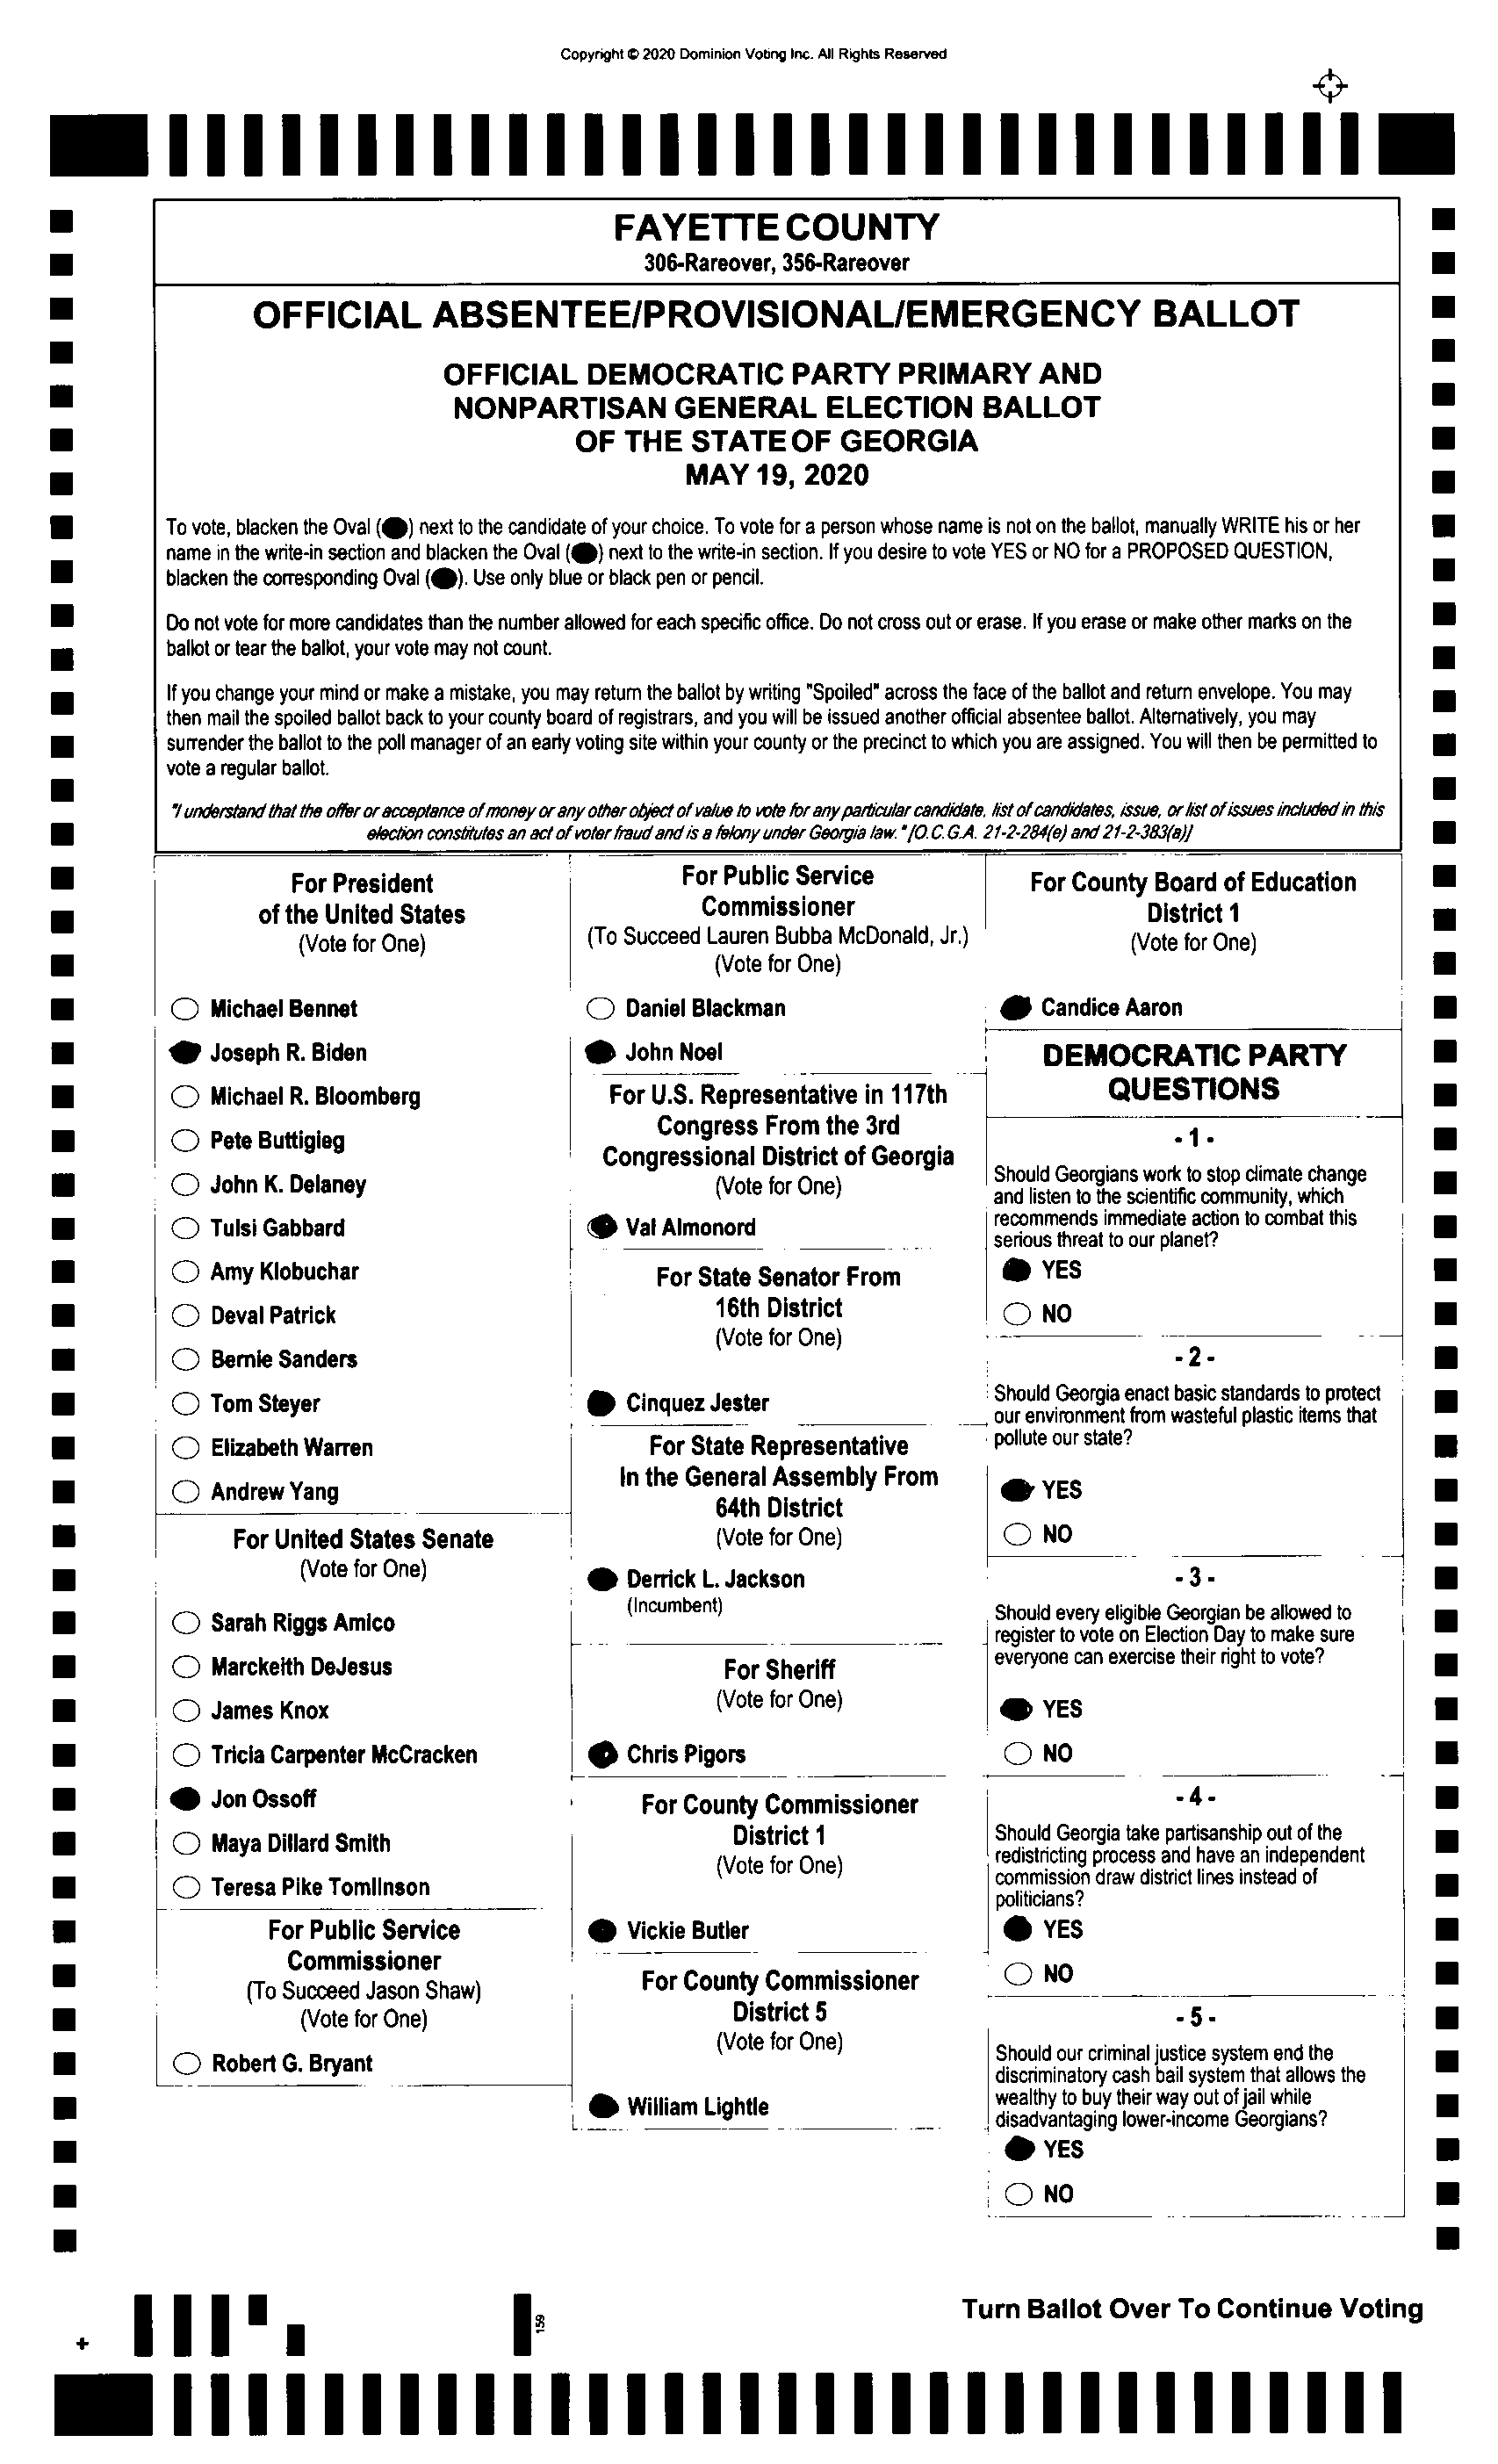 Copyright © 2020 Dominion Voting Inc. All Rights Reserved
FAYETTE COUNTY
306-Rareover, 356-Rareover
OFFICIAL ABSENTEE/PROVISIONAL/EMERGENCY BALLOT
OFFICIAL DEMOCRATIC PARTY PRIMARY AND
NONPARTISAN GENERAL ELECTION BALLOT
OF THE STATE OF GEORGIA
MAY 19, 2020
To vote, blacken the Oval ( ) next to the candidate of your choice. To vote for a person whose name is not on the ballot, manually WRITE his or her
name in the write-in section and blacken the Oval ( ) next to the write-in section. If you desire to vote YES or NO for a PROPOSED QUESTION,
blacken the corresponding Oval ( ). Use only blue or black pen or pencil.
Do not vote for more candidates than the number allowed for each specific office. Do not cross out or erase. If you erase or make other marks on the
ballot or tear the ballot, your vote may not count.
If you change your mind or make a mistake, you may return the ballot by writing "Spoiled" across the face of the ballot and return envelope. You may
then mail the spoiled ballot back to your county board of registrars, and you will be issued another official absentee ballot. Alternatively, you may
surrender the ballot to the poll manager of an early voting site within your county or the precinct to which you are assigned. You will then be permitted to
vote a regular ballot.
"I understand that the offer or acceptance of money or any other object of value to vote for any particular candidate, list of candidates, issue, or list of issues included in this
election constitutes an act of voter fraud and is a felony under Georgia law." [O.C.G.A. 21-2-284(e) and 21-2-383(a)]
For President
of the United States
(Vote for One)
Michael Bennet
Joseph R. Biden
Michael R. Bloomberg
Pete Buttigieg
John K. Delaney
Tulsi Gabbard
Amy Klobuchar
Deval Patrick
Bernie Sanders
Tom Steyer
Elizabeth Warren
Andrew Yang
For United States Senate
(Vote for One)
Sarah Riggs Amico
Marckeith DeJesus
James Knox
Tricia Carpenter McCracken
Jon Ossoff
Maya Dillard Smith
Teresa Pike Tomlinson
For Public Service
Commissioner
(To Succeed Jason Shaw)
(Vote for One)
Robert G. Bryant
For Public Service
Commissioner
(To Succeed Lauren Bubba McDonald, Jr.)
(Vote for One)
Daniel Blackman
John Noel
For U.S. Representative in 117th
Congress From the 3rd
Congressional District of Georgia
(Vote for One)
Val Almonord
For State Senator From
16th District
(Vote for One)
Cinquez Jester
For State Representative
In the General Assembly From
64th District
(Vote for One)
Derrick L. Jackson
(Incumbent)
For Sheriff
(Vote for One)
Chris Pigors
For County Commissioner
District 1
(Vote for One)
Vickie Butler
For County Commissioner
District 5
(Vote for One)
William Lightle
For County Board of Education
District 1
(Vote for One)
Candice Aaron
DEMOCRATIC PARTY
QUESTIONS
- 1 -
Should Georgians work to stop climate change
and listen to the scientific community, which
recommends immediate action to combat this
serious threat to our planet?
YES
NO
- 2 -
Should Georgia enact basic standards to protect
our environment from wasteful plastic items that
pollute our state?
YES
NO
- 3 -
Should every eligible Georgian be allowed to
register to vote on Election Day to make sure
everyone can exercise their right to vote?
YES
NO
- 4 -
Should Georgia take partisanship out of the
redistricting process and have an independent
commission draw district lines instead of
politicians?
YES
NO
- 5 -
Should our criminal justice system end the
discriminatory cash bail system that allows the
wealthy to buy their way out of jail while
disadvantaging lower-income Georgians?
YES
NO
Turn Ballot Over To Continue Voting
159
+